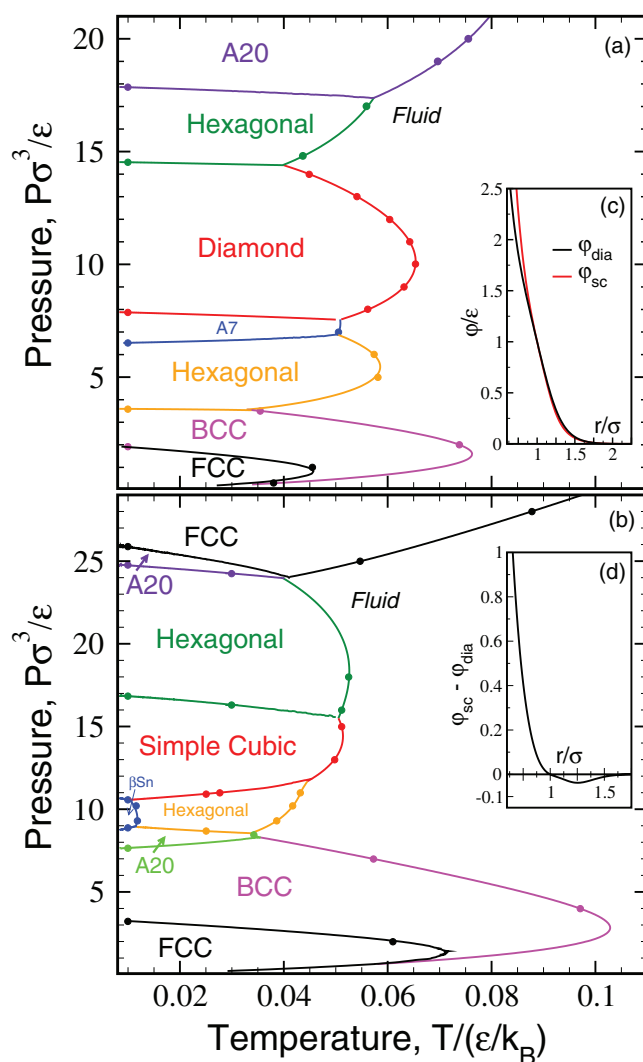 20
15
10
5
Pressure, Pσ³/ε
(a)
A20
Fluid
Hexagonal
Diamond
A7
Hexagonal
BCC
FCC
2.5
2
1.5
1
0.5
0
φ/ε
(c)
φdia
φsc
r/σ
1
1.5
2
25
20
15
10
5
Pressure, Pσ³/ε
(b)
FCC
A20
Fluid
Hexagonal
Simple Cubic
βSn
Hexagonal
A20
BCC
FCC
1
0.8
0.6
0.4
0.2
0
-0.1
φsc - φdia
(d)
r/σ
1
1.5
0.02
0.04
0.06
0.08
0.1
Temperature, T/(ε/kB)